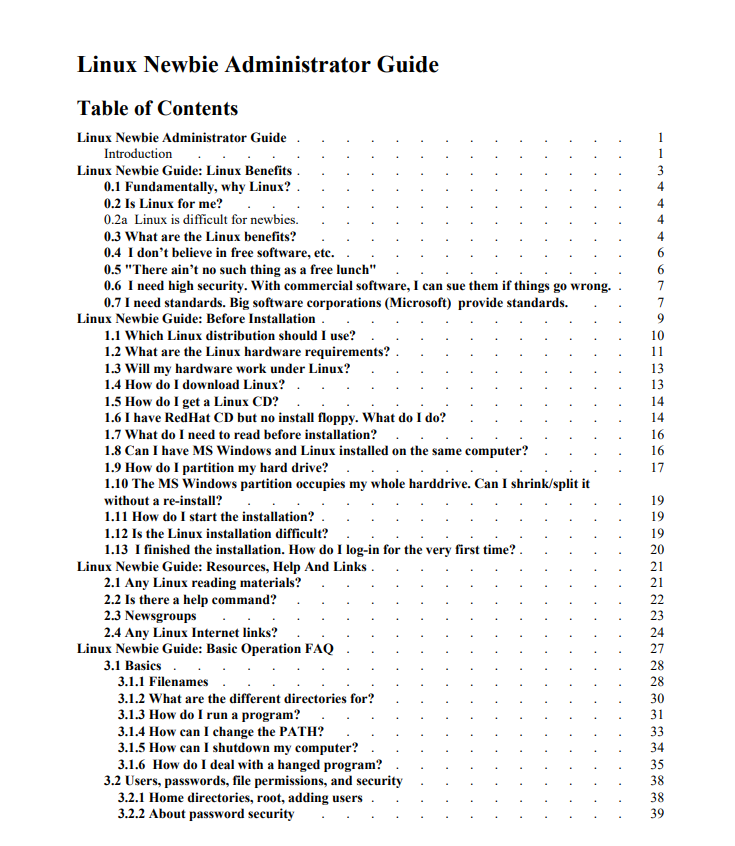 Linux Newbie Administrator Guide
Table of Contents
Linux Newbie Administrator Guide . . . . . . . . . . . . . . 1
Introduction . . . . . . . . . . . . . . . . . . 1
Linux Newbie Guide: Linux Benefits . . . . . . . . . . . . . . 3
0.1 Fundamentally, why Linux? . . . . . . . . . . . . . . 4
0.2 Is Linux for me? . . . . . . . . . . . . . . . . 4
0.2a Linux is difficult for newbies. . . . . . . . . . . . . . 4
0.3 What are the Linux benefits? . . . . . . . . . . . . . 4
0.4 I don’t believe in free software, etc. . . . . . . . . . . . . 6
0.5 "There ain’t no such thing as a free lunch" . . . . . . . . . . 6
0.6 I need high security. With commercial software, I can sue them if things go wrong. . 7
0.7 I need standards. Big software corporations (Microsoft) provide standards. . . 7
Linux Newbie Guide: Before Installation . . . . . . . . . . . . . 9
1.1 Which Linux distribution should I use? . . . . . . . . . . . 10
1.2 What are the Linux hardware requirements? . . . . . . . . . . 11
1.3 Will my hardware work under Linux? . . . . . . . . . . . 13
1.4 How do I download Linux? . . . . . . . . . . . . . . 13
1.5 How do I get a Linux CD? . . . . . . . . . . . . . . 14
1.6 I have RedHat CD but no install floppy. What do I do? . . . . . . . 14
1.7 What do I need to read before installation? . . . . . . . . . . 16
1.8 Can I have MS Windows and Linux installed on the same computer? . . . . 16
1.9 How do I partition my hard drive? . . . . . . . . . . . . 17
1.10 The MS Windows partition occupies my whole harddrive. Can I shrink/split it
without a re-install? . . . . . . . . . . . . . . . . 19
1.11 How do I start the installation? . . . . . . . . . . . . . 19
1.12 Is the Linux installation difficult? . . . . . . . . . . . . 19
1.13 I finished the installation. How do I log-in for the very first time? . . . . . 20
Linux Newbie Guide: Resources, Help And Links . . . . . . . . . . . 21
2.1 Any Linux reading materials? . . . . . . . . . . . . . 21
2.2 Is there a help command? . . . . . . . . . . . . . . 22
2.3 Newsgroups . . . . . . . . . . . . . . . . . 23
2.4 Any Linux Internet links? . . . . . . . . . . . . . . 24
Linux Newbie Guide: Basic Operation FAQ . . . . . . . . . . . . 27
3.1 Basics . . . . . . . . . . . . . . . . . . . 28
3.1.1 Filenames . . . . . . . . . . . . . . . . . 28
3.1.2 What are the different directories for? . . . . . . . . . . 30
3.1.3 How do I run a program? . . . . . . . . . . . . . 31
3.1.4 How can I change the PATH? . . . . . . . . . . . . 33
3.1.5 How can I shutdown my computer? . . . . . . . . . . . 34
3.1.6 How do I deal with a hanged program? . . . . . . . . . . 35
3.2 Users, passwords, file permissions, and security . . . . . . . . . 38
3.2.1 Home directories, root, adding users . . . . . . . . . . . 38
3.2.2 About password security . . . . . . . . . . . . . 39